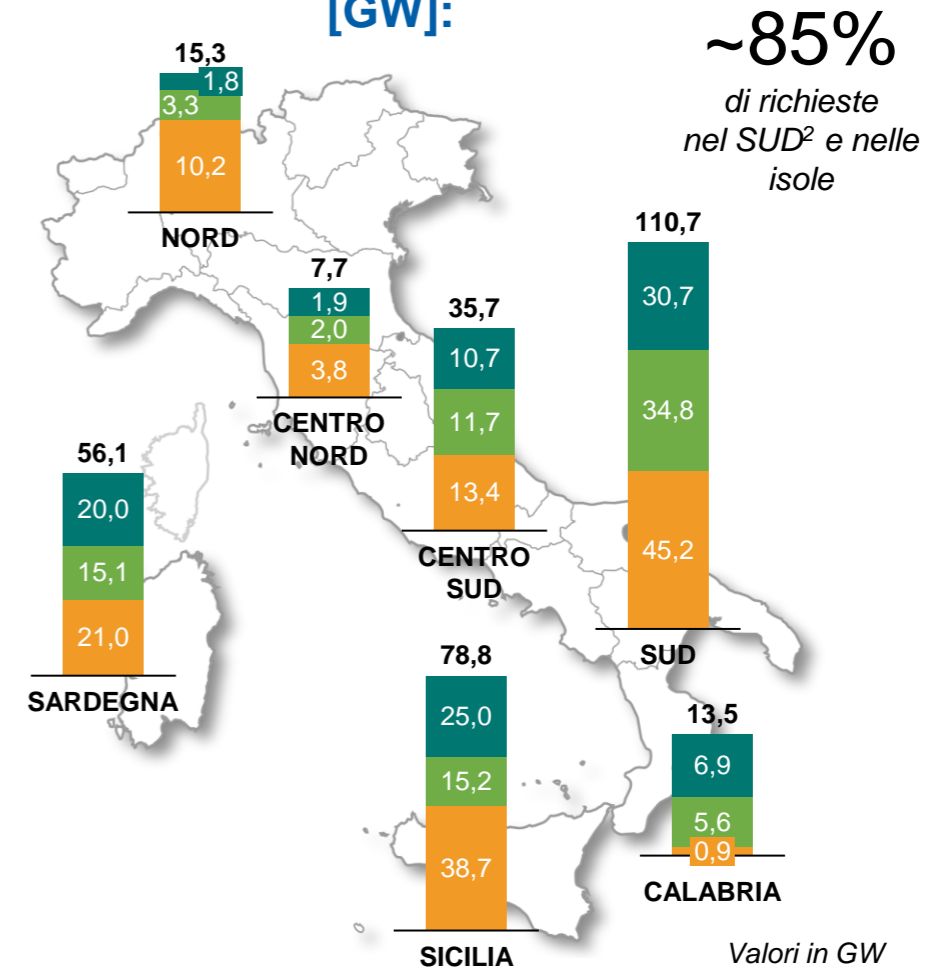 [GW]:
~85%
di richieste
nel SUD² e nelle
isole
15,3
1,8
3,3
10,2
NORD
7,7
1,9
2,0
3,8
CENTRO
NORD
35,7
10,7
11,7
13,4
CENTRO
SUD
110,7
30,7
34,8
45,2
SUD
56,1
20,0
15,1
21,0
SARDEGNA
78,8
25,0
15,2
38,7
SICILIA
13,5
6,9
5,6
0,9
CALABRIA
Valori in GW